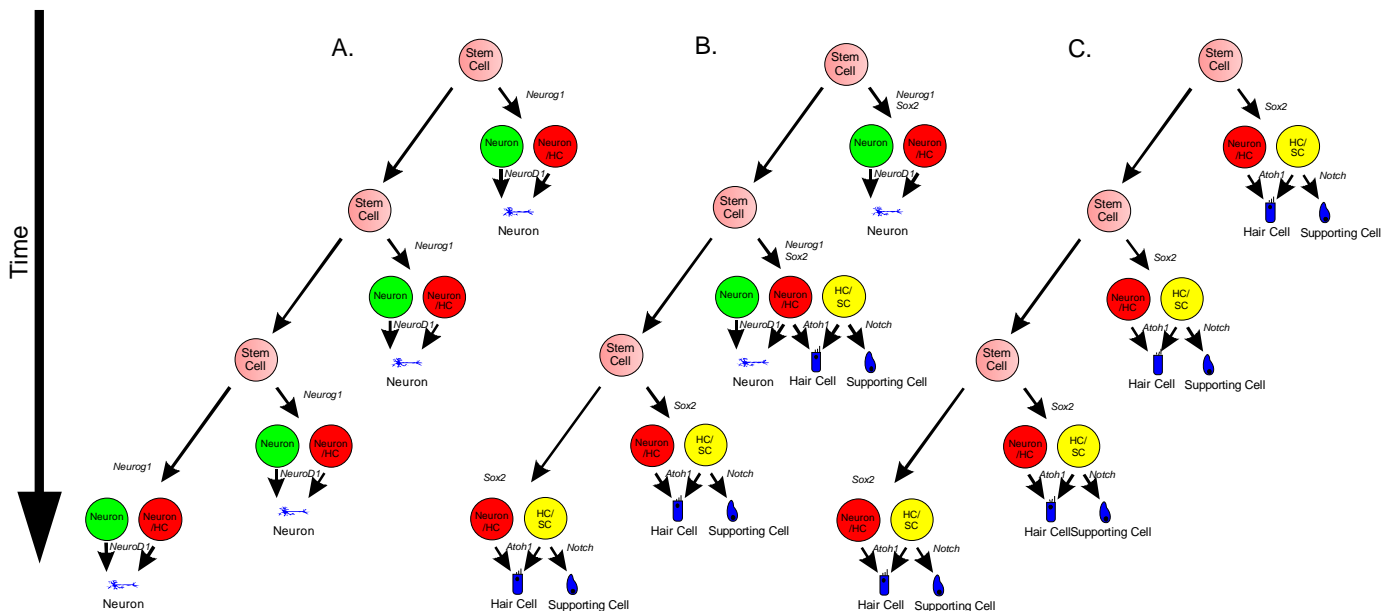 Time
A.
Stem
Cell
Neurog1
Neuron
Neuron
/HC
NeuroD1
Neuron
Stem
Cell
Neurog1
Neuron
Neuron
/HC
NeuroD1
Neuron
Stem
Cell
Neurog1
Neuron
Neuron
/HC
NeuroD1
Neuron
Neurog1
Neuron
Neuron
/HC
NeuroD1
Neuron
B.
Stem
Cell
Neurog1
Sox2
Neuron
Neuron
/HC
NeuroD1
Neuron
Stem
Cell
Neurog1
Sox2
Neuron
Neuron
/HC
HC/
SC
NeuroD1
Atoh1
Notch
Neuron
Hair Cell
Supporting Cell
Stem
Cell
Sox2
Neuron
/HC
HC/
SC
Atoh1
Notch
Hair Cell
Supporting Cell
Sox2
Neuron
/HC
HC/
SC
Atoh1
Notch
Hair Cell
Supporting Cell
C.
Stem
Cell
Sox2
Neuron
/HC
HC/
SC
Atoh1
Notch
Hair Cell
Supporting Cell
Stem
Cell
Sox2
Neuron
/HC
HC/
SC
Atoh1
Notch
Hair Cell
Supporting Cell
Stem
Cell
Sox2
Neuron
/HC
HC/
SC
Atoh1
Notch
Hair Cell
Supporting Cell
Sox2
Neuron
/HC
HC/
SC
Atoh1
Notch
Hair Cell
Supporting Cell